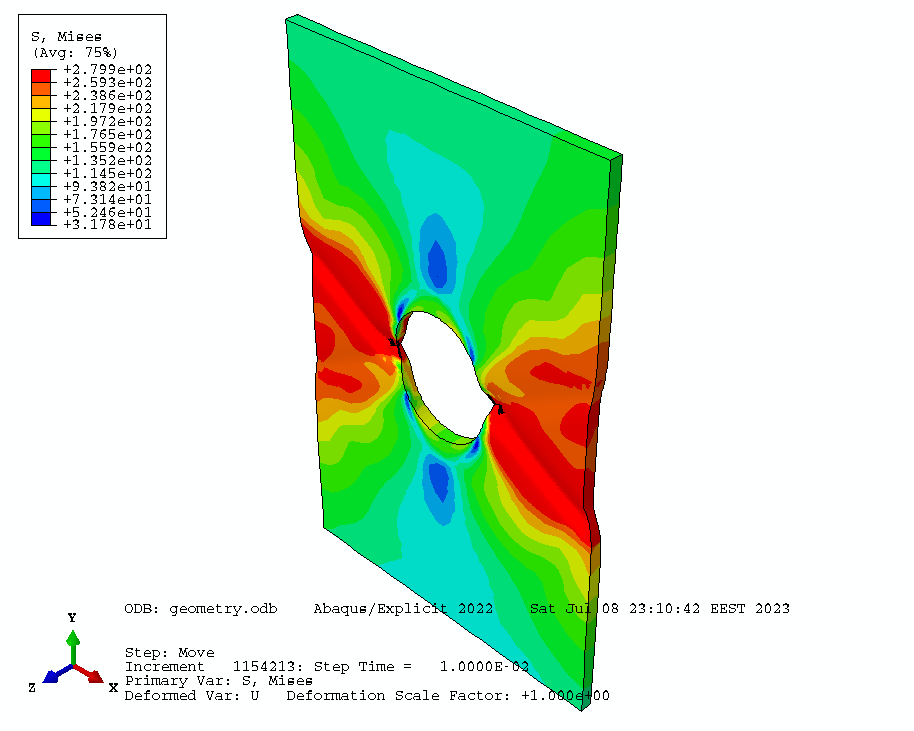 S, Mises
(Avg: 75%)
+2.799e+02
+2.593e+02
+2.386e+02
+2.179e+02
+1.972e+02
+1.765e+02
+1.559e+02
+1.352e+02
+1.145e+02
+9.382e+01
+7.314e+01
+5.246e+01
+3.178e+01
ODB: geometry.odb Abaqus/Explicit 2022 Sat Jul 08 23:10:42 EEST 2023
Y
Step: Move
Increment 1154213: Step Time = 1.0000E-02
Z X Primary Var: S, Mises
Deformed Var: U Deformation Scale Factor: +1.000e+00